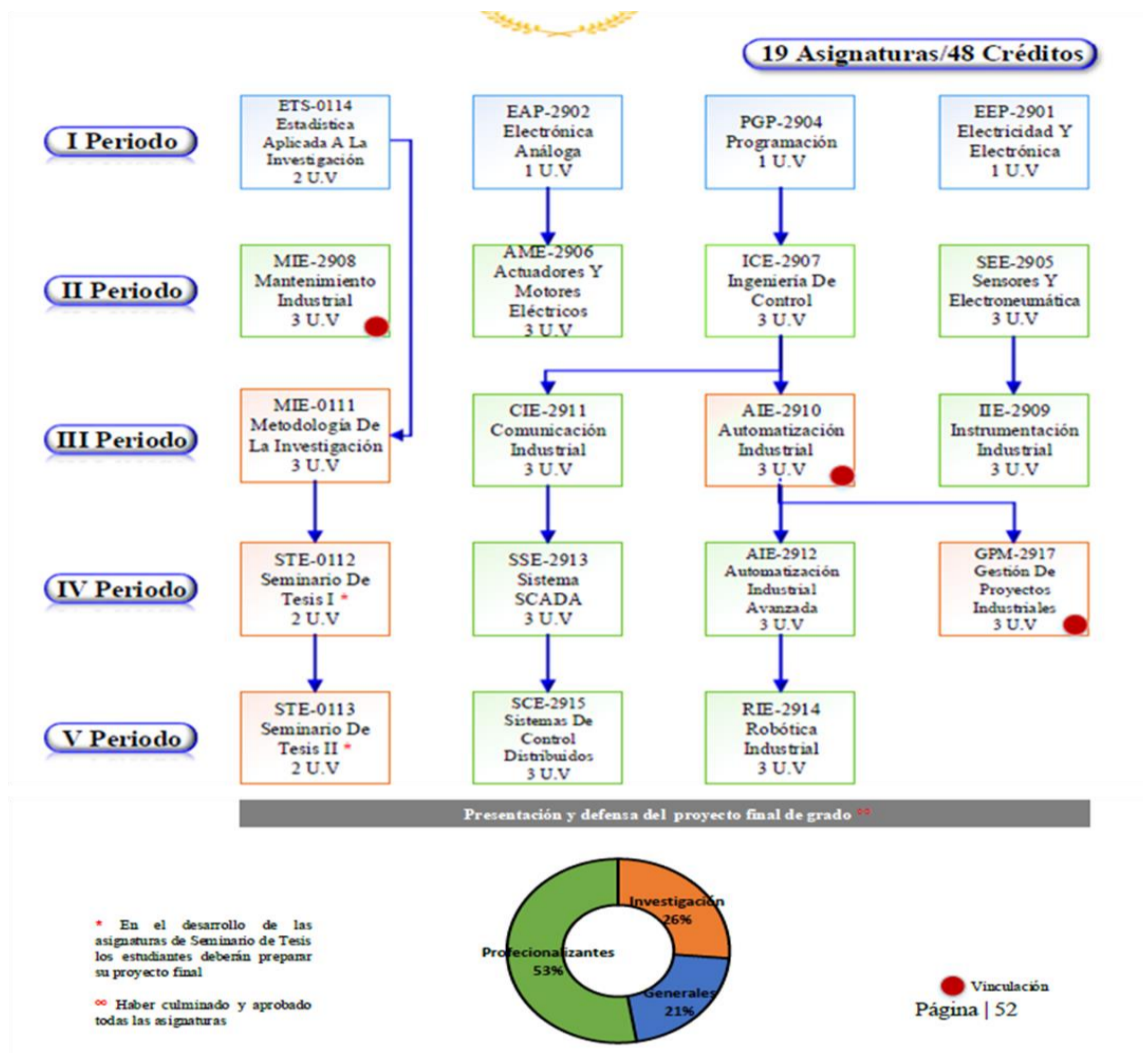 19 Asignaturas/48 Créditos
I Periodo
ETS-0114
Estadística
Aplicada A La
Investigación
2 U.V
EAP-2902
Electrónica
Análoga
1 U.V
PGP-2904
Programación
1 U.V
EEP-2901
Electricidad Y
Electrónica
1 U.V
II Periodo
MIE-2908
Mantenimiento
Industrial
3 U.V
AME-2906
Actuadores Y
Motores
Eléctricos
3 U.V
ICE-2907
Ingeniería De
Control
3 U.V
SEE-2905
Sensores Y
Electroneumática
3 U.V
III Periodo
MIE-0111
Metodología De
La Investigación
3 U.V
CIE-2911
Comunicación
Industrial
3 U.V
AIE-2910
Automatización
Industrial
3 U.V
IIE-2909
Instrumentación
Industrial
3 U.V
IV Periodo
STE-0112
Seminario De
Tesis I *
2 U.V
SSE-2913
Sistema
SCADA
3 U.V
AIE-2912
Automatización
Industrial
Avanzada
3 U.V
GPM-2917
Gestión De
Proyectos
Industriales
3 U.V
V Periodo
STE-0113
Seminario De
Tesis II *
2 U.V
SCE-2915
Sistemas De
Control
Distribuidos
3 U.V
RIE-2914
Robótica
Industrial
3 U.V
Presentación y defensa del proyecto final de grado °°
* En el desarrollo de las
asignaturas de Seminario de Tesis
los estudiantes deberán preparar
su proyecto final
°° Haber culminado y aprobado
todas las asignaturas
Investigación
26%
Profecionalizantes
53%
Generales
21%
Vinculación
Página | 52